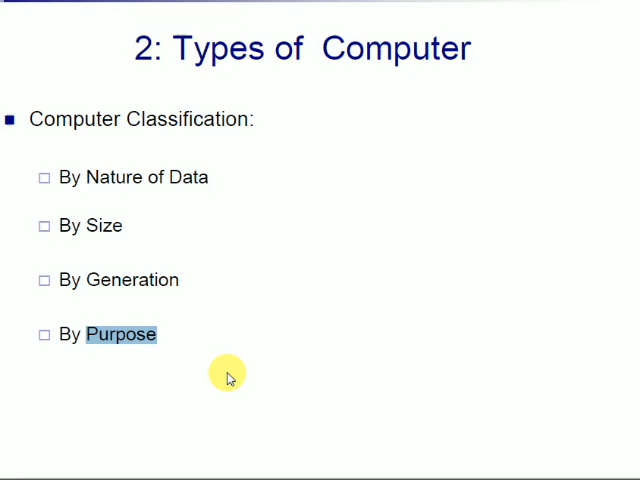 2: Types of Computer
Computer Classification:
By Nature of Data
By Size
By Generation
By Purpose